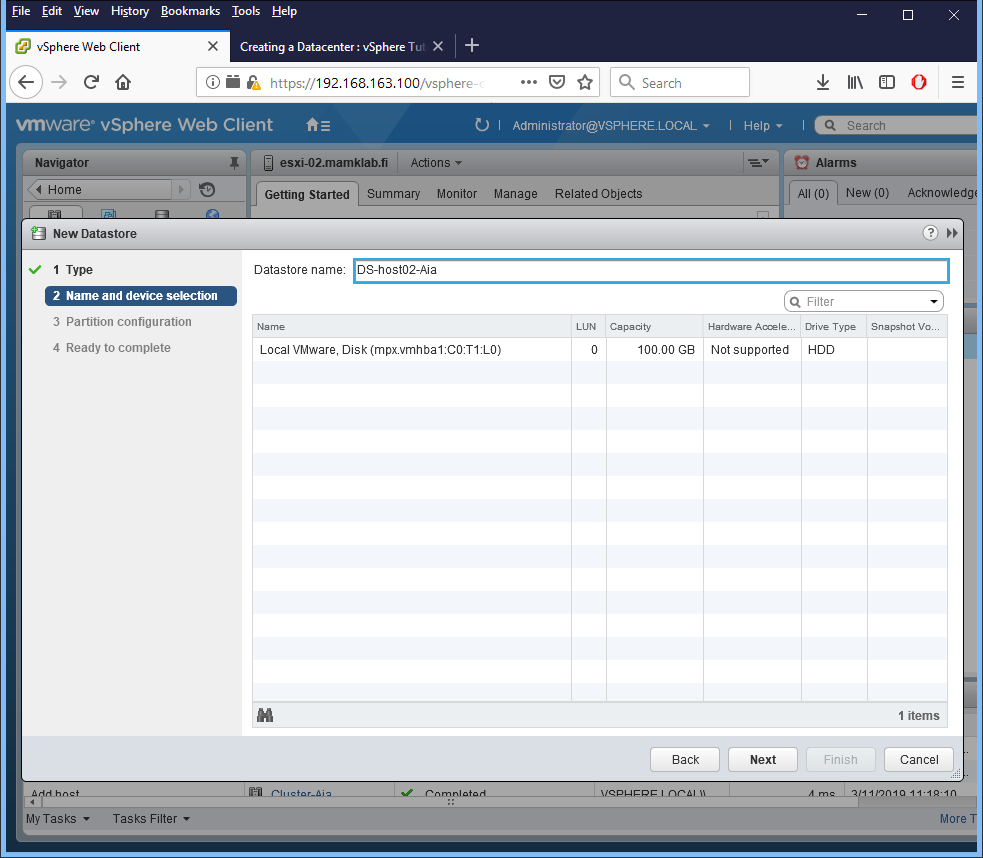 File Edit View History Bookmarks Tools Help
vSphere Web Client
Creating a Datacenter : vSphere Tut
https://192.168.163.100/vsphere-c
Search
vmware® vSphere Web Client
Administrator@VSPHERE.LOCAL
Help
Search
Navigator
esxi-02.mamklab.fi
Actions
Alarms
Home
Getting Started Summary Monitor Manage Related Objects
All (0) New (0) Acknowledge
New Datastore
1 Type
2 Name and device selection
3 Partition configuration
4 Ready to complete
Datastore name: DS-host02-Aia
Filter
Name LUN Capacity Hardware Accele... Drive Type Snapshot Vo...
Local VMware, Disk (mpx.vmhba1:C0:T1:L0) 0 100.00 GB Not supported HDD
1 items
Back Next Finish Cancel
Add host Cluster-Aia Completed VSPHERE.LOCAL\\ 4 ms 3/11/2019 11:18:10
My Tasks Tasks Filter More T